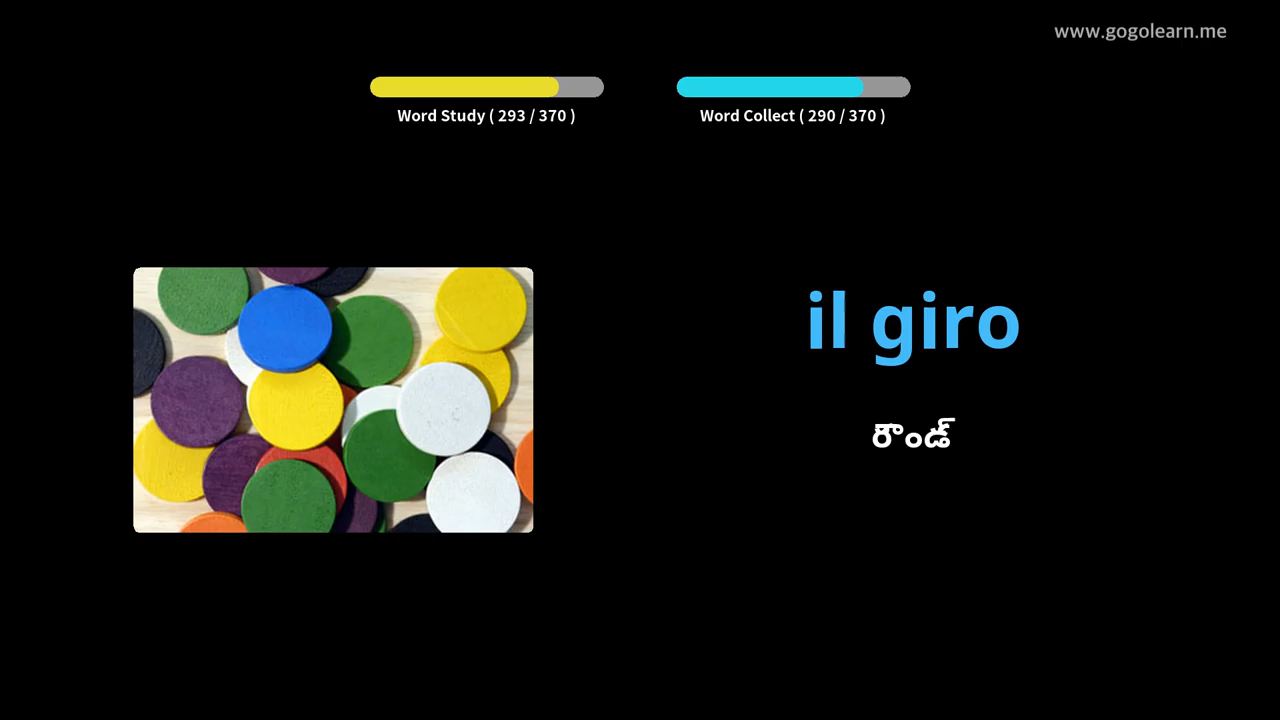 www.gogolearn.me
Word Study ( 293 / 370 )
Word Collect ( 290 / 370 )
il giro
రౌండ్